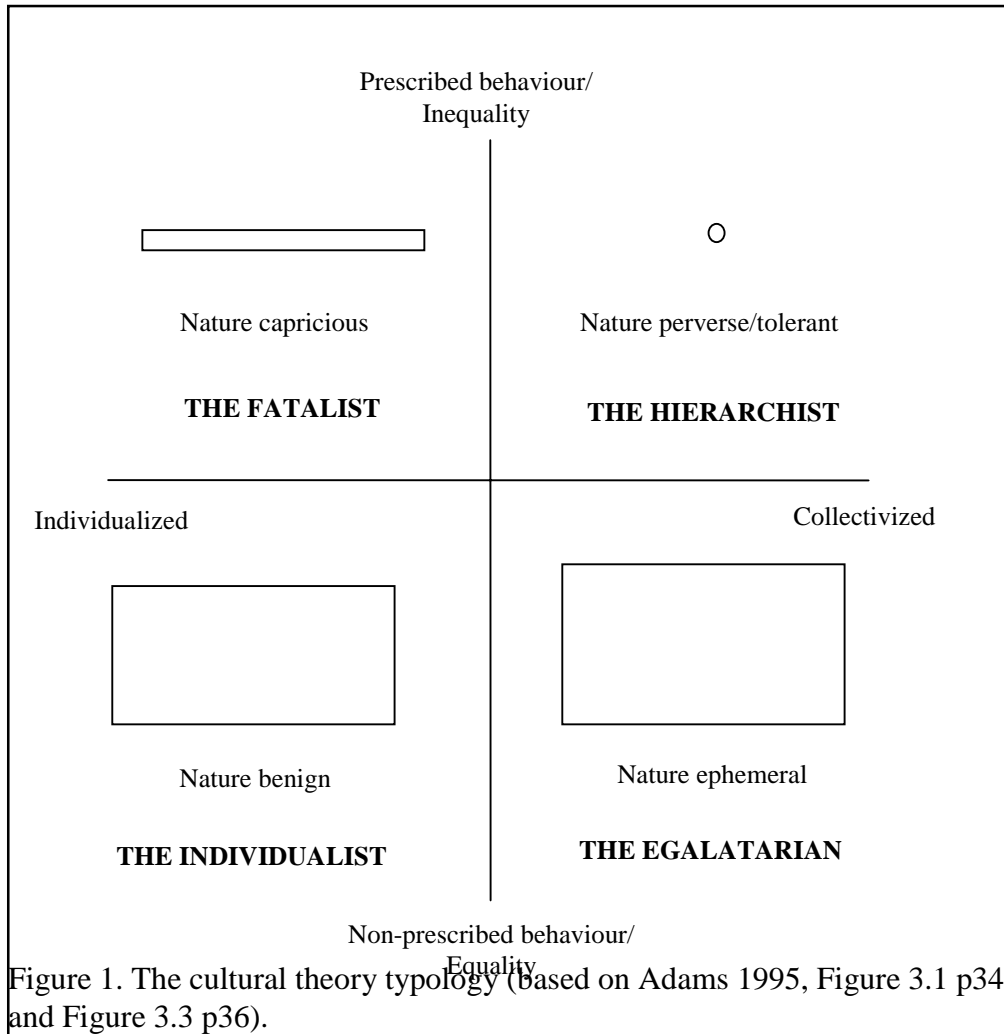 Prescribed behaviour/
Inequality
Nature capricious
Nature perverse/tolerant
THE FATALIST
THE HIERARCHIST
Individualized
Collectivized
Nature benign
Nature ephemeral
THE INDIVIDUALIST
THE EGALATARIAN
Non-prescribed behaviour/
Equality
Figure 1. The cultural theory typology (based on Adams 1995, Figure 3.1 p34
and Figure 3.3 p36).